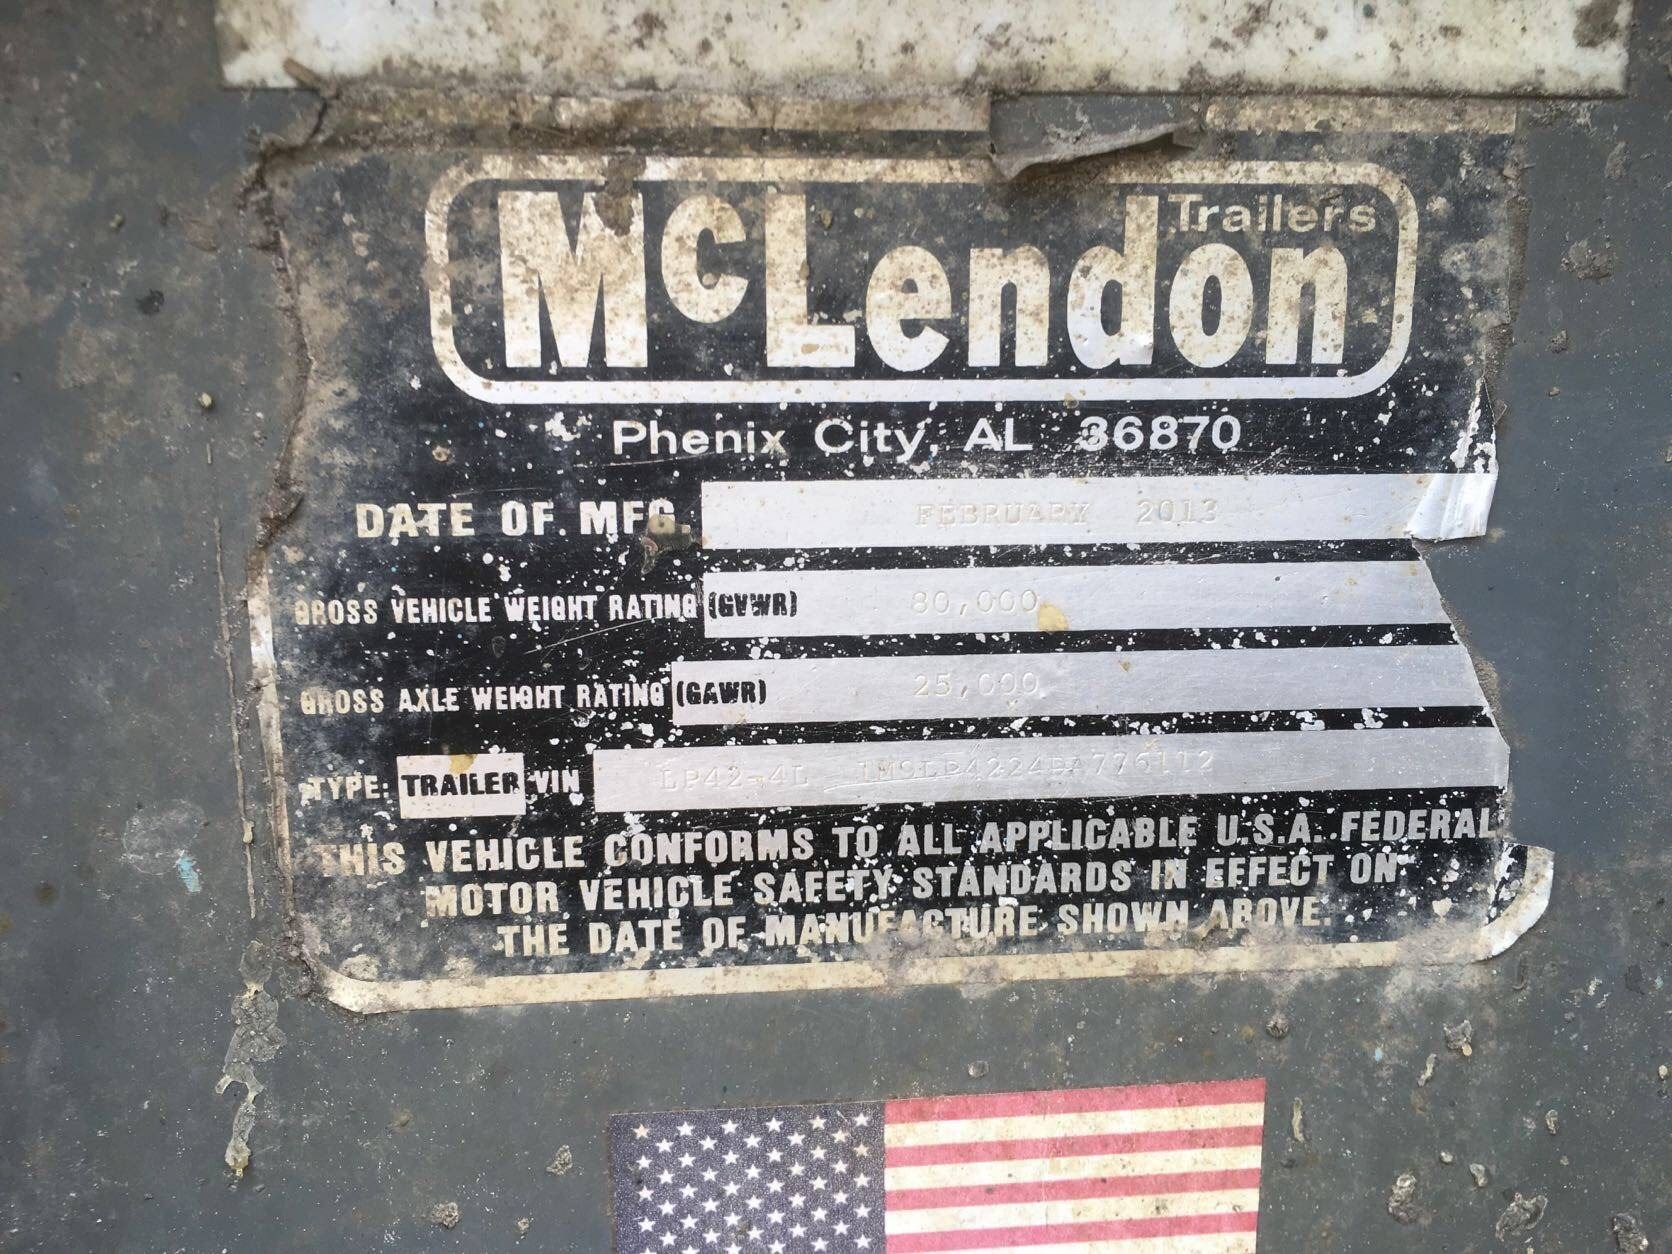 McLendon Trailers
Phenix City, AL 36870
DATE OF MFG. FEBRUARY 2013
GROSS VEHICLE WEIGHT RATING (GVWR) 80,000
GROSS AXLE WEIGHT RATING (GAWR) 25,000
TYPE: TRAILER VIN LP42-4L
THIS VEHICLE CONFORMS TO ALL APPLICABLE U.S.A. FEDERAL
MOTOR VEHICLE SAFETY STANDARDS IN EFFECT ON
THE DATE OF MANUFACTURE SHOWN ABOVE.